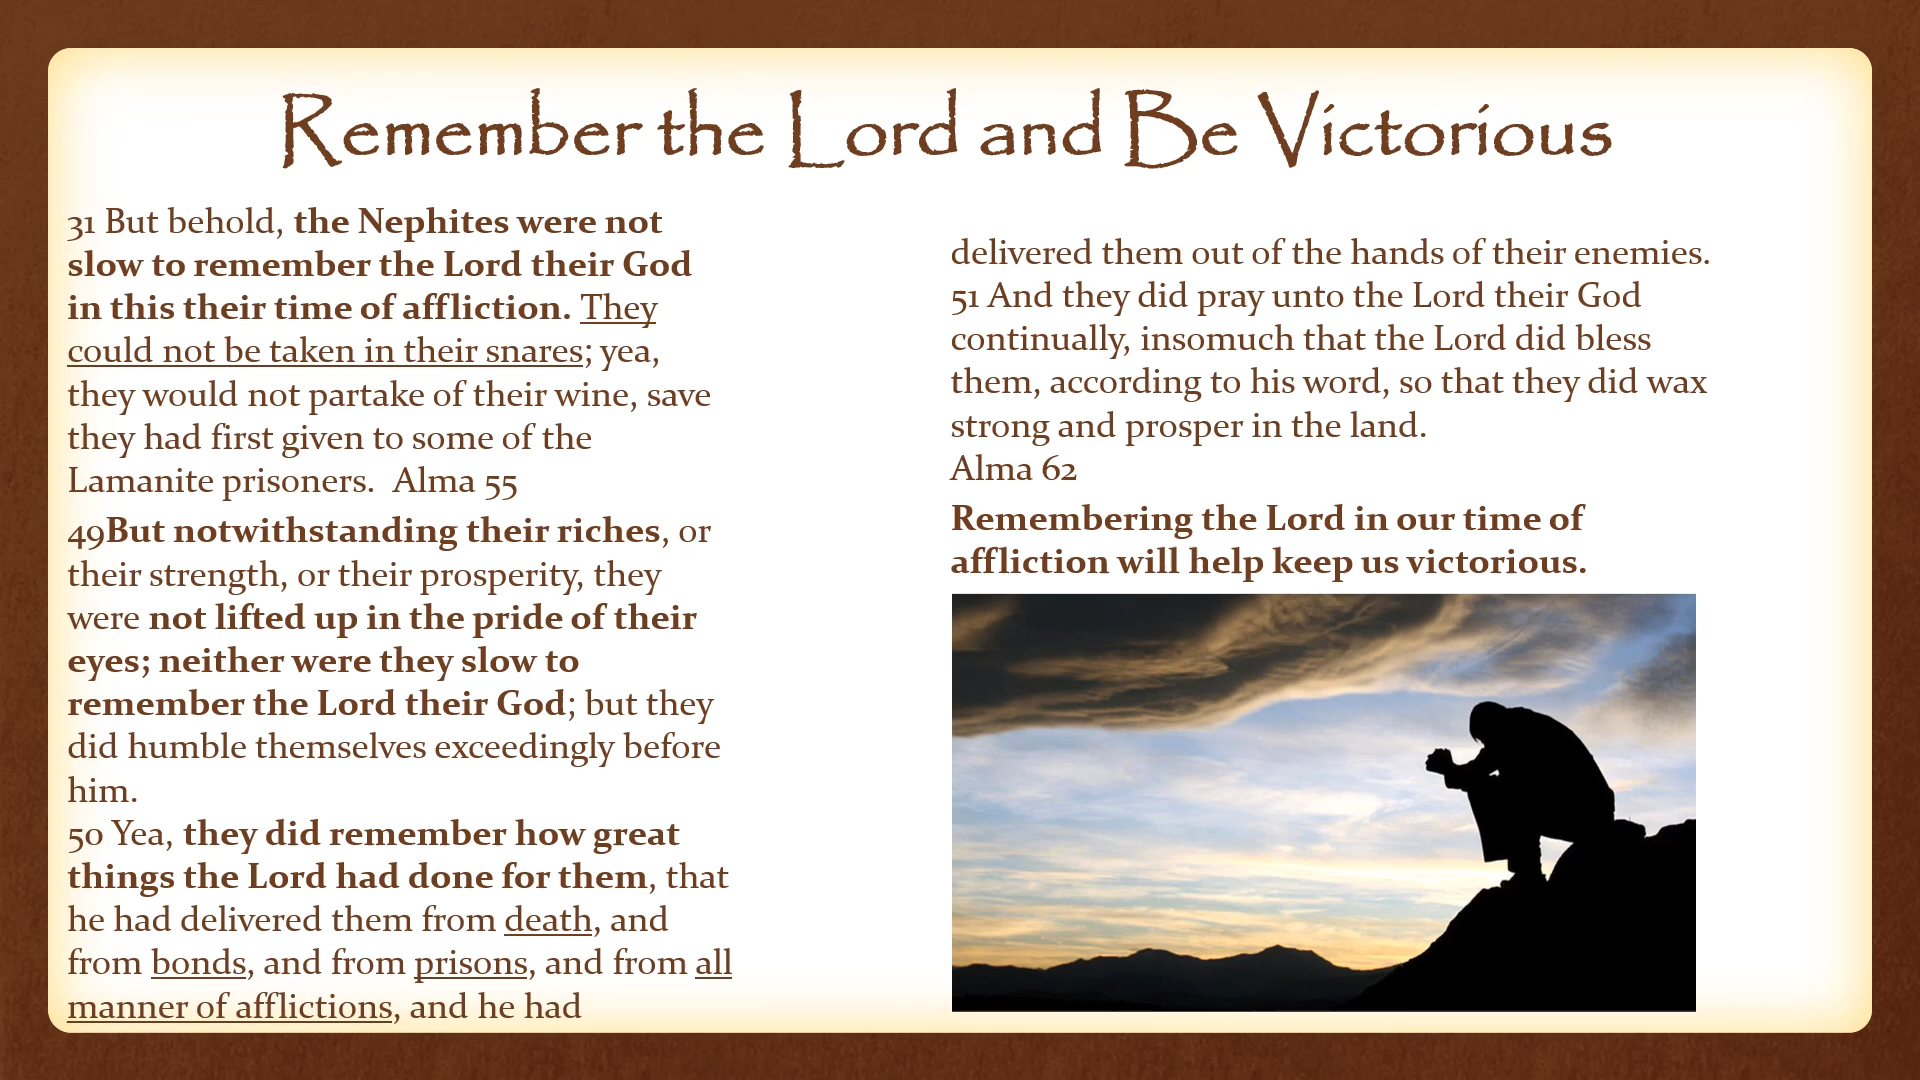 Remember the Lord and Be Victorious
31 But behold, the Nephites were not
slow to remember the Lord their God
in this their time of affliction. They
could not be taken in their snares; yea,
they would not partake of their wine, save
they had first given to some of the
Lamanite prisoners.  Alma 55
49But notwithstanding their riches, or
their strength, or their prosperity, they
were not lifted up in the pride of their
eyes; neither were they slow to
remember the Lord their God; but they
did humble themselves exceedingly before
him.
50 Yea, they did remember how great
things the Lord had done for them, that
he had delivered them from death, and
from bonds, and from prisons, and from all
manner of afflictions, and he had
delivered them out of the hands of their enemies.
51 And they did pray unto the Lord their God
continually, insomuch that the Lord did bless
them, according to his word, so that they did wax
strong and prosper in the land.
Alma 62
Remembering the Lord in our time of
affliction will help keep us victorious.